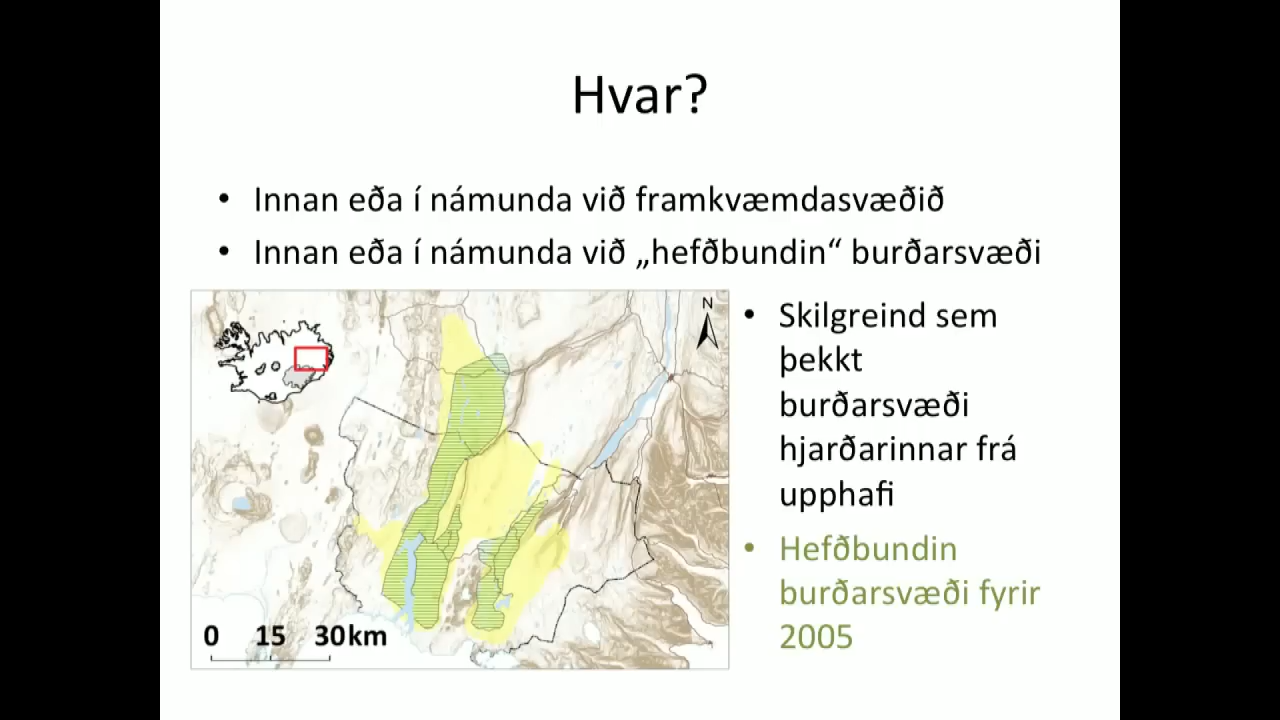 Hvar?
• Innan eða í námunda við framkvæmdasvæðið
• Innan eða í námunda við „hefðbundin“ burðarsvæði
N
0 15 30km
• Skilgreind sem
þekkt
burðarsvæði
hjarðarinnar frá
upphafi
• Hefðbundin
burðarsvæði fyrir
2005